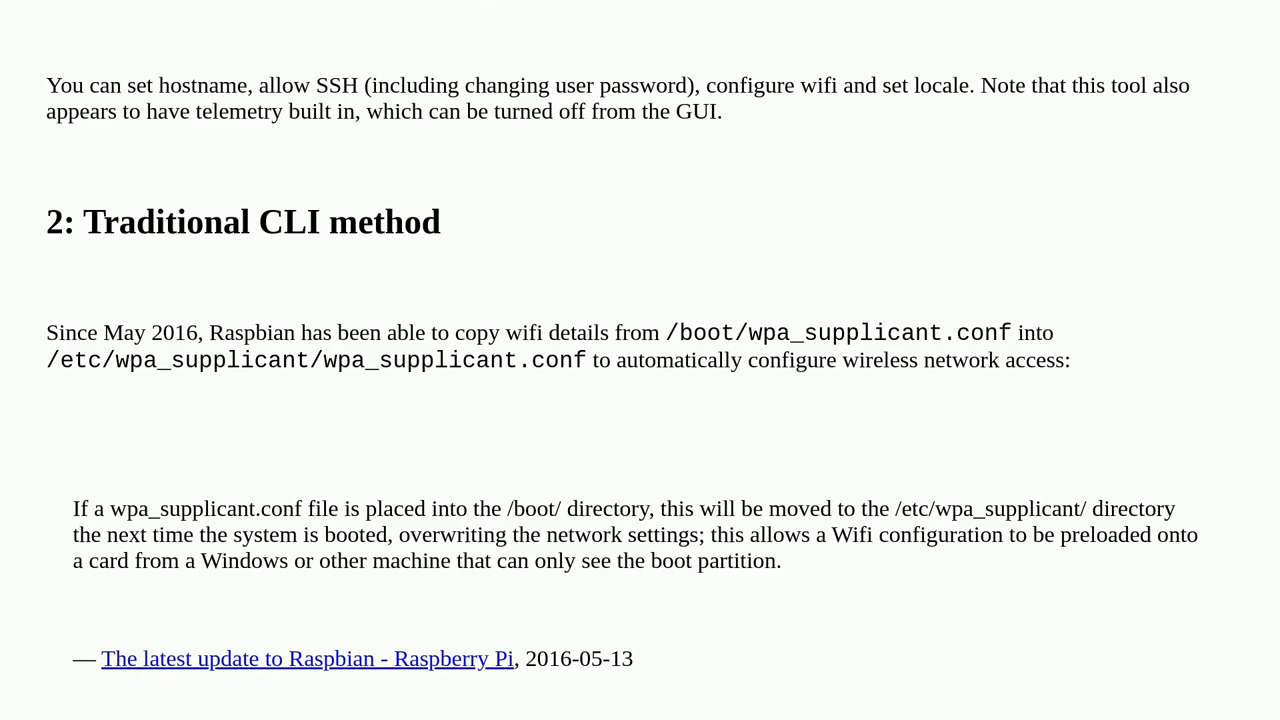 You can set hostname, allow SSH (including changing user password), configure wifi and set locale. Note that this tool also
appears to have telemetry built in, which can be turned off from the GUI.
2: Traditional CLI method
Since May 2016, Raspbian has been able to copy wifi details from /boot/wpa_supplicant.conf into
/etc/wpa_supplicant/wpa_supplicant.conf to automatically configure wireless network access:
If a wpa_supplicant.conf file is placed into the /boot/ directory, this will be moved to the /etc/wpa_supplicant/ directory
the next time the system is booted, overwriting the network settings; this allows a Wifi configuration to be preloaded onto
a card from a Windows or other machine that can only see the boot partition.
— The latest update to Raspbian - Raspberry Pi, 2016-05-13